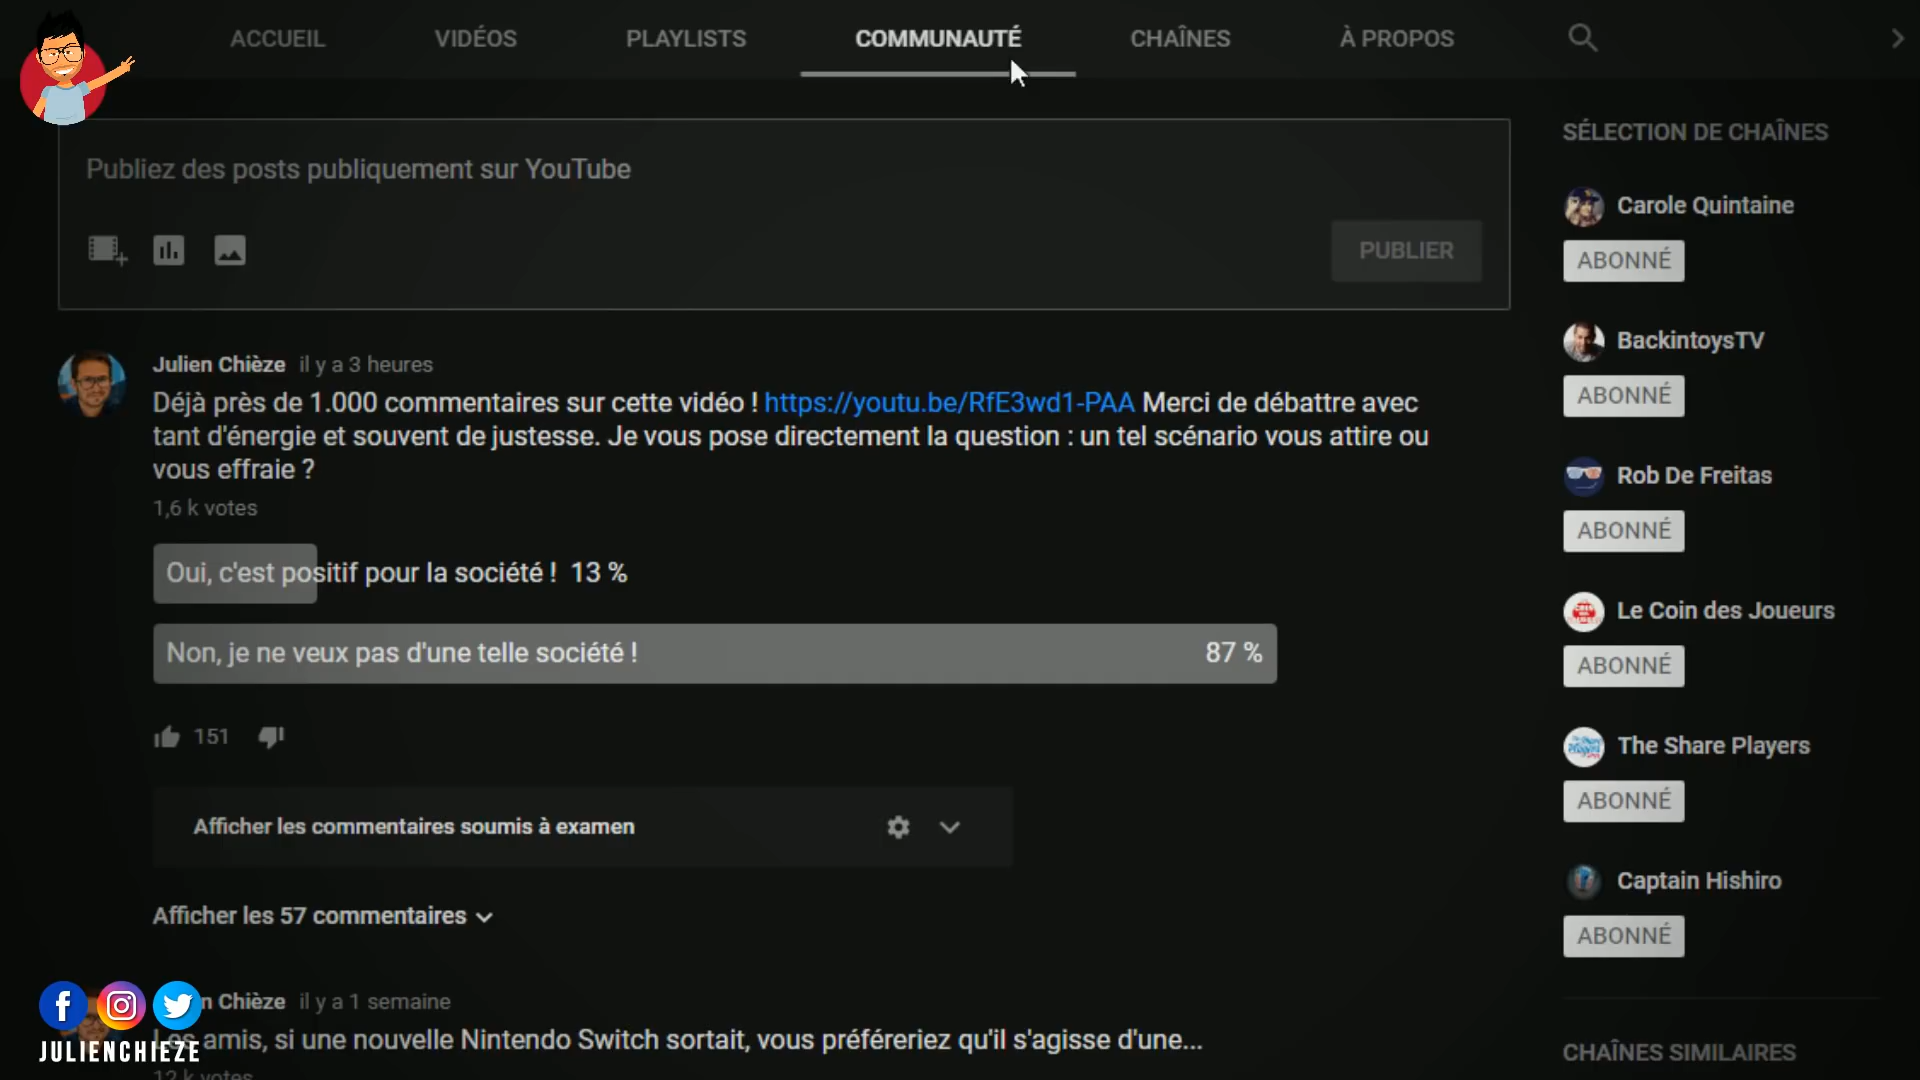 ACCUEIL VIDÉOS PLAYLISTS COMMUNAUTÉ CHAÎNES À PROPOS
Publiez des posts publiquement sur YouTube
PUBLIER
Julien Chièze il y a 3 heures
Déjà près de 1.000 commentaires sur cette vidéo ! https://youtu.be/RfE3wd1-PAA Merci de débattre avec
tant d'énergie et souvent de justesse. Je vous pose directement la question : un tel scénario vous attire ou
vous effraie ?
1,6 k votes
Oui, c'est positif pour la société ! 13 %
Non, je ne veux pas d'une telle société ! 87 %
151
Afficher les commentaires soumis à examen
Afficher les 57 commentaires
n Chièze il y a 1 semaine
Les amis, si une nouvelle Nintendo Switch sortait, vous préféreriez qu'il s'agisse d'une...
12 k votes
JULIENCHIEZE
SÉLECTION DE CHAÎNES
Carole Quintaine
ABONNÉ
BackintoysTV
ABONNÉ
Rob De Freitas
ABONNÉ
Le Coin des Joueurs
ABONNÉ
The Share Players
ABONNÉ
Captain Hishiro
ABONNÉ
CHAÎNES SIMILAIRES